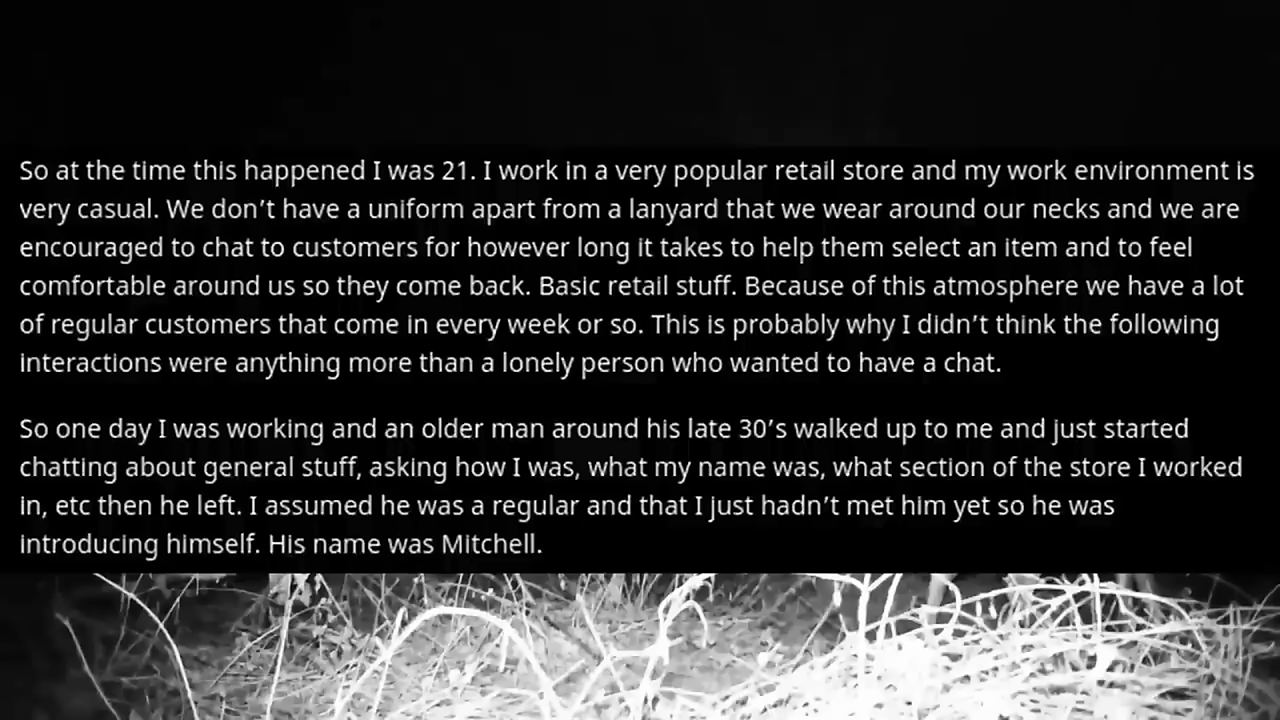 So at the time this happened I was 21. I work in a very popular retail store and my work environment is
very casual. We don’t have a uniform apart from a lanyard that we wear around our necks and we are
encouraged to chat to customers for however long it takes to help them select an item and to feel
comfortable around us so they come back. Basic retail stuff. Because of this atmosphere we have a lot
of regular customers that come in every week or so. This is probably why I didn’t think the following
interactions were anything more than a lonely person who wanted to have a chat.
So one day I was working and an older man around his late 30’s walked up to me and just started
chatting about general stuff, asking how I was, what my name was, what section of the store I worked
in, etc then he left. I assumed he was a regular and that I just hadn’t met him yet so he was
introducing himself. His name was Mitchell.